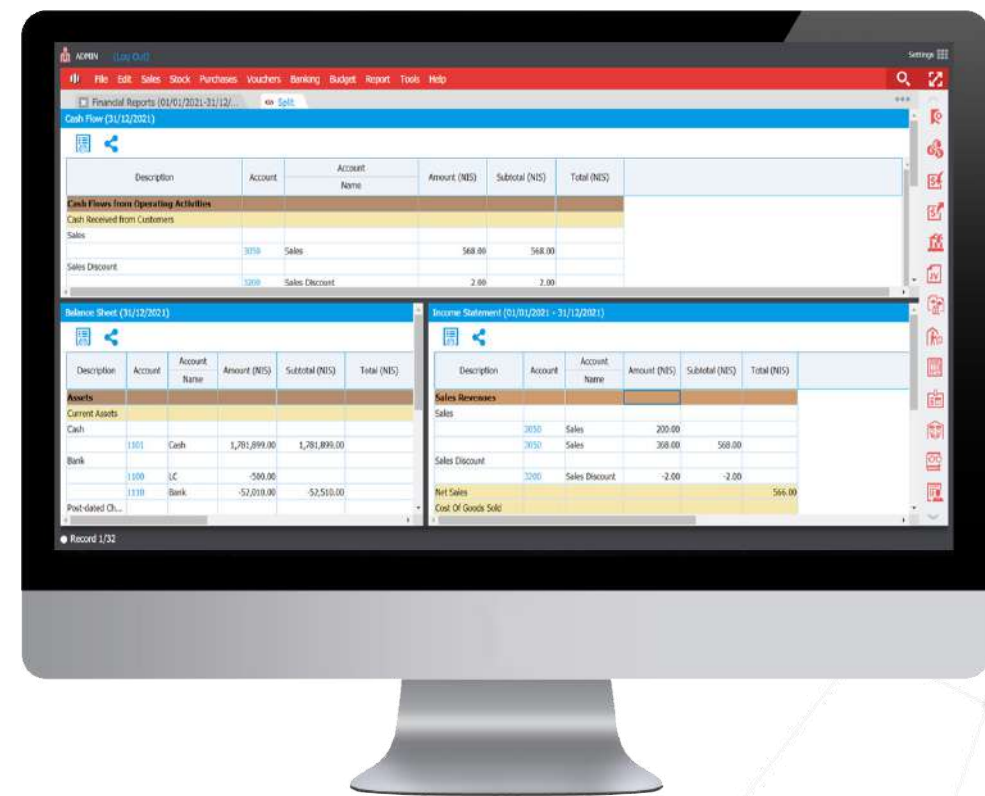 ADMIN (Log Out) Settings
File Edit Sales Stock Purchases Vouchers Banking Budget Report Tools Help
Financial Reports (01/01/2021-31/12/... Split
Cash Flow (31/12/2021)
Description Account Account Name Amount (NIS) Subtotal (NIS) Total (NIS)
Cash Flows from Operating Activities
Cash Received from Customers
Sales
3050 Sales 568.00 568.00
Sales Discount
3200 Sales Discount 2.00 2.00
Balance Sheet (31/12/2021)
Description Account Account Name Amount (NIS) Subtotal (NIS) Total (NIS)
Assets
Current Assets
Cash
1101 Cash 1,781,899.00 1,781,899.00
Bank
1100 LC -500.00
1110 Bank -52,010.00 -52,510.00
Post-dated Ch...
Income Statement (01/01/2021 - 31/12/2021)
Description Account Account Name Amount (NIS) Subtotal (NIS) Total (NIS)
Sales Revenues
Sales
3050 Sales 200.00
3050 Sales 368.00 568.00
Sales Discount
3200 Sales Discount -2.00 -2.00
Net Sales 566.00
Cost Of Goods Sold
Record 1/32